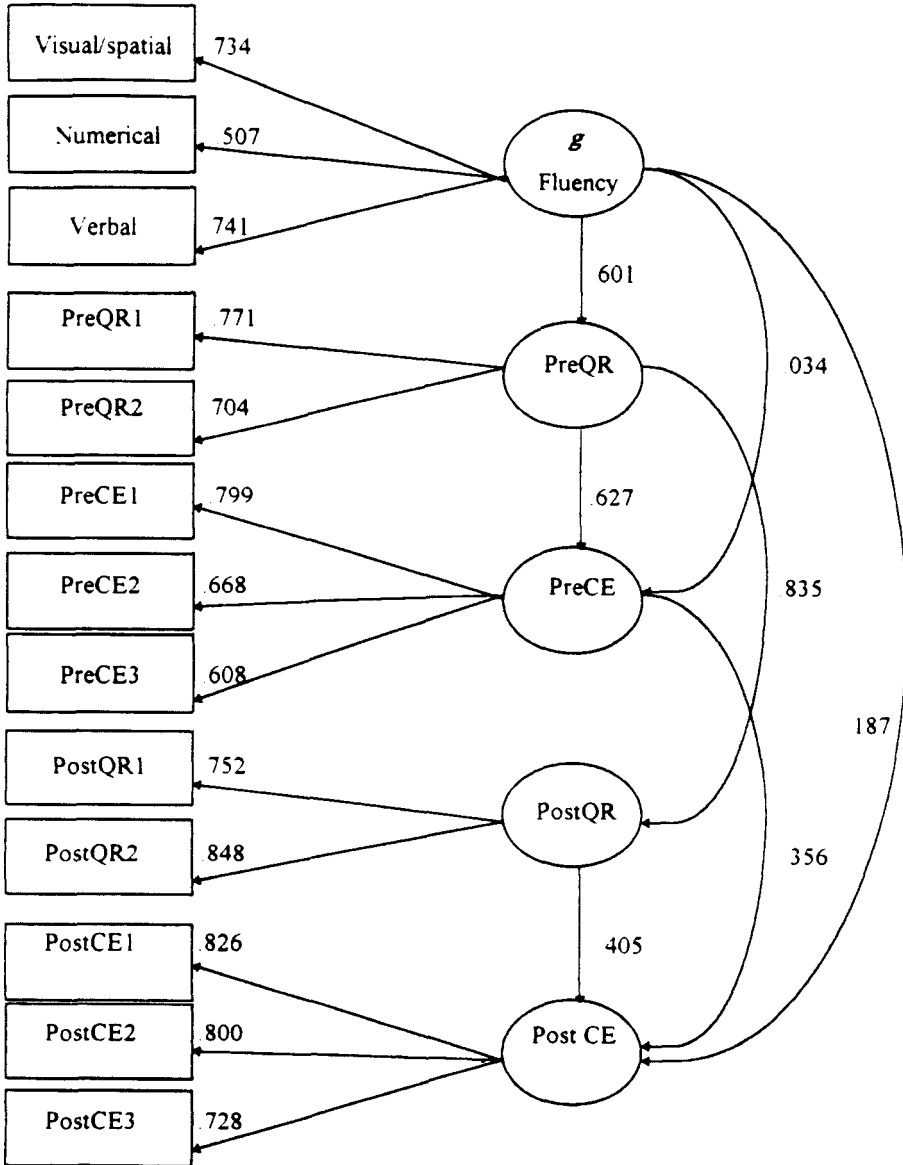 Visual/spatial
.734
Numerical
.507
Verbal
.741
g
Fluency
.601
PreQR1
.771
PreQR2
.704
PreQR
.034
PreCE1
.799
PreCE2
.668
PreCE3
.608
.627
PreCE
.835
187
PostQR1
.752
PostQR2
.848
PostQR
356
405
PostCE1
.826
PostCE2
.800
PostCE3
.728
Post CE